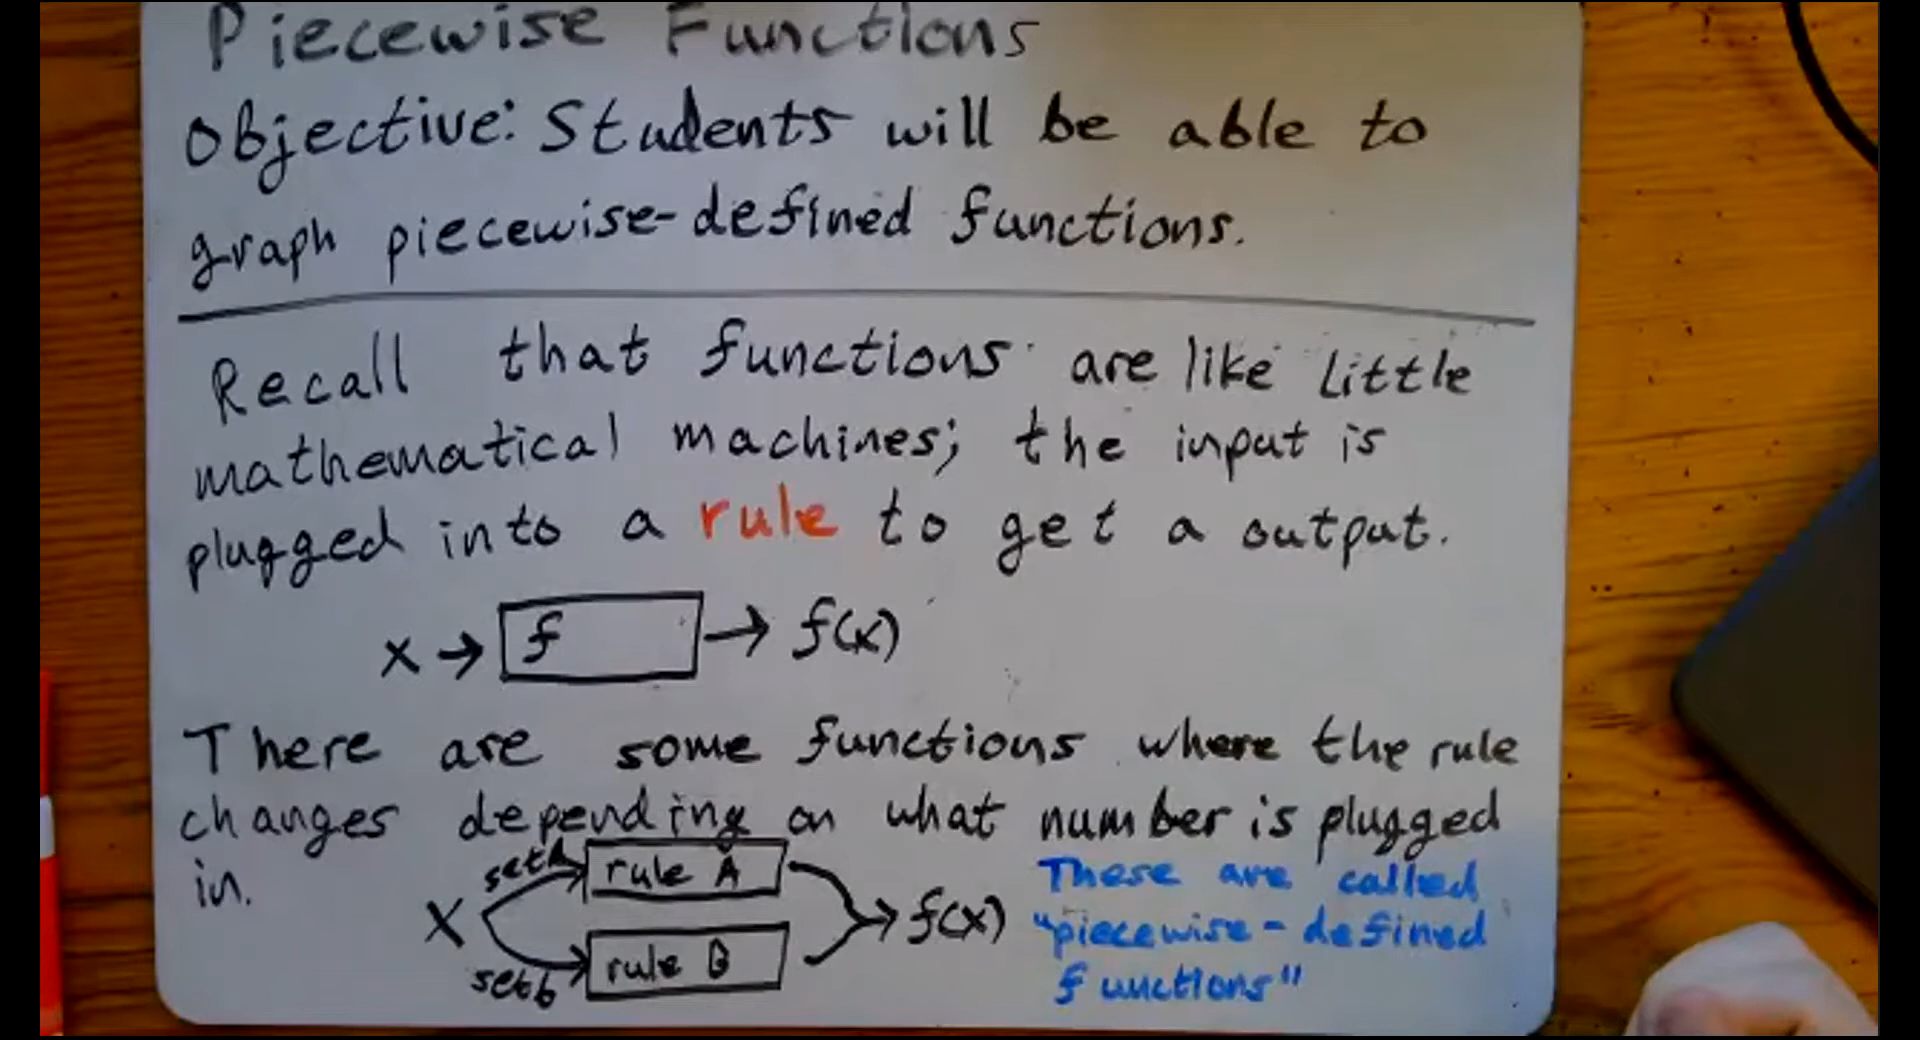 Piecewise Functions
Objective: Students will be able to
graph piecewise-defined functions.
Recall that functions are like little
mathematical machines; the input is
plugged into a rule to get a output.
x → f → f(x)
There are some functions where the rule
changes depending on what number is plugged
in.
set A rule A
X f(x)
set b rule B
These are called
"piecewise-defined
functions"